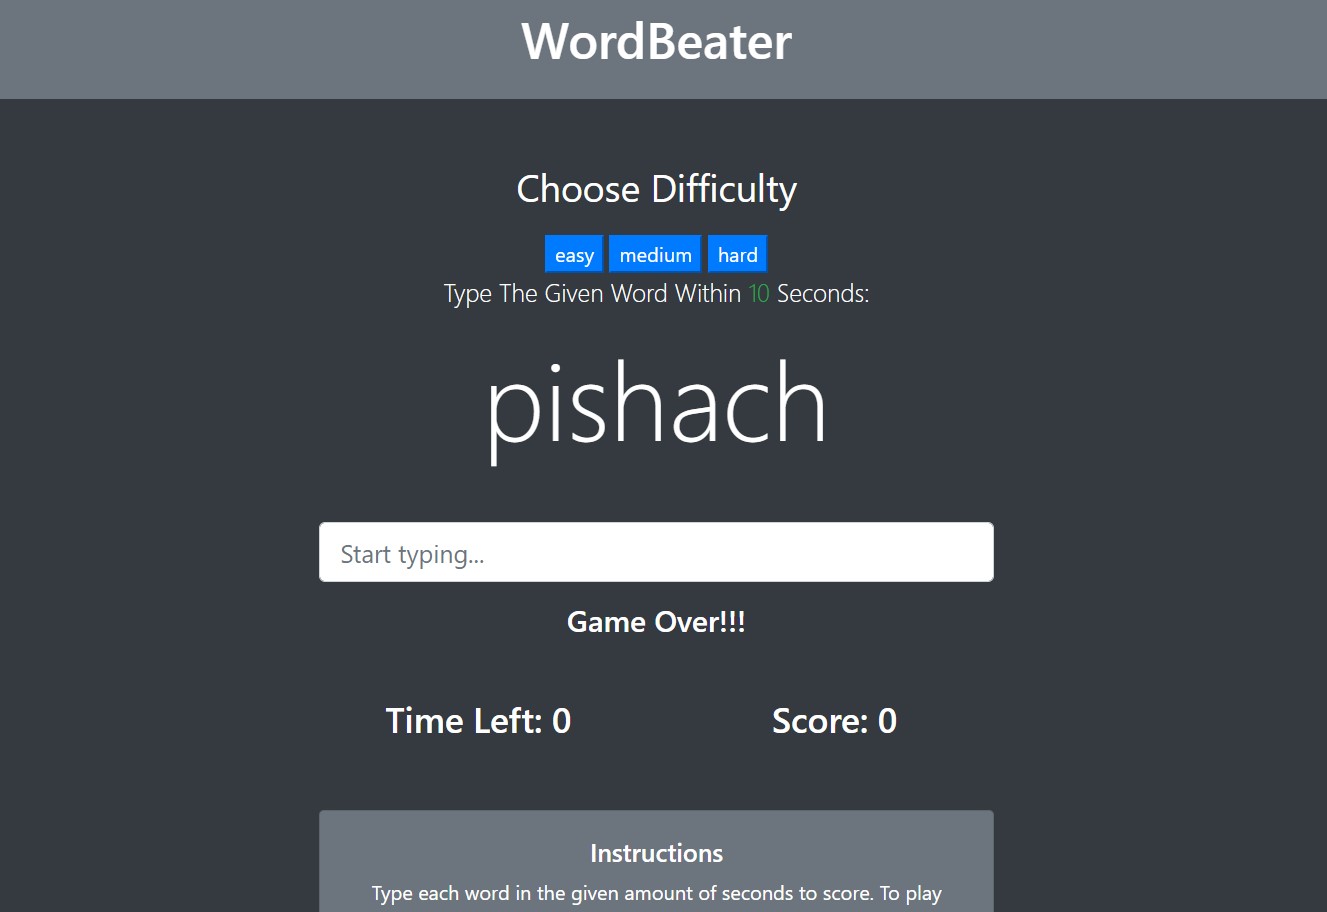 WordBeater
Choose Difficulty
easy medium hard
Type The Given Word Within 10 Seconds:
pishach
Start typing...
Game Over!!!
Time Left: 0 Score: 0
Instructions
Type each word in the given amount of seconds to score. To play